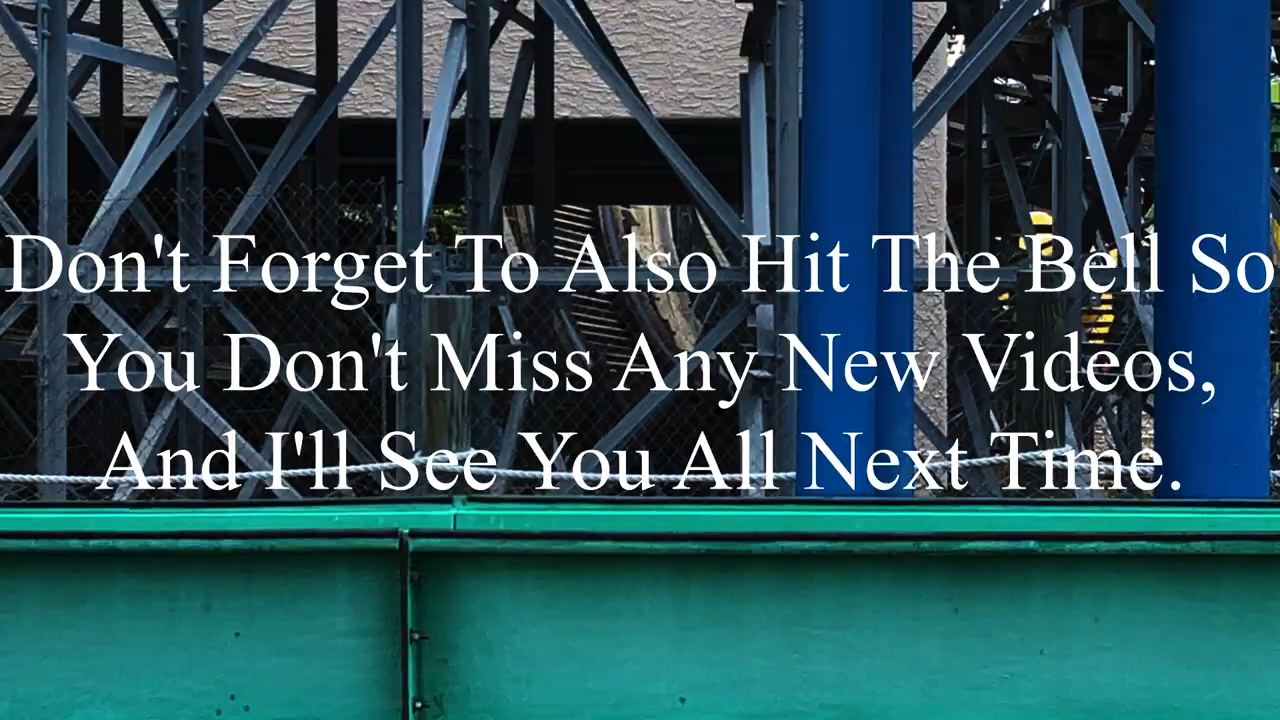 Don't Forget To Also Hit The Bell So
You Don't Miss Any New Videos,
And I'll See You All Next Time.